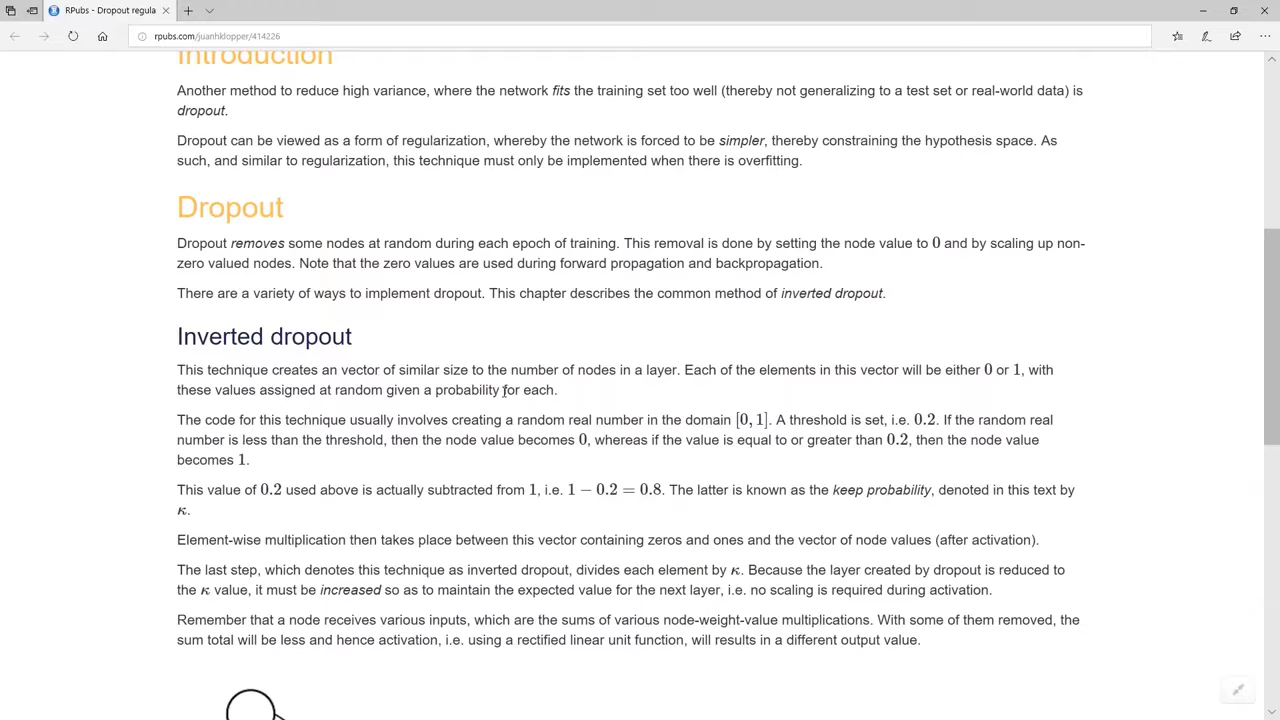 RPubs - Dropout regula
rpubs.com/juanhklopper/414226
Introduction
Another method to reduce high variance, where the network fits the training set too well (thereby not generalizing to a test set or real-world data) is
dropout.
Dropout can be viewed as a form of regularization, whereby the network is forced to be simpler, thereby constraining the hypothesis space. As
such, and similar to regularization, this technique must only be implemented when there is overfitting.
Dropout
Dropout removes some nodes at random during each epoch of training. This removal is done by setting the node value to 0 and by scaling up non-
zero valued nodes. Note that the zero values are used during forward propagation and backpropagation.
There are a variety of ways to implement dropout. This chapter describes the common method of inverted dropout.
Inverted dropout
This technique creates an vector of similar size to the number of nodes in a layer. Each of the elements in this vector will be either 0 or 1, with
these values assigned at random given a probability for each.
The code for this technique usually involves creating a random real number in the domain [0, 1]. A threshold is set, i.e. 0.2. If the random real
number is less than the threshold, then the node value becomes 0, whereas if the value is equal to or greater than 0.2, then the node value
becomes 1.
This value of 0.2 used above is actually subtracted from 1, i.e. 1 − 0.2 = 0.8. The latter is known as the keep probability, denoted in this text by
κ.
Element-wise multiplication then takes place between this vector containing zeros and ones and the vector of node values (after activation).
The last step, which denotes this technique as inverted dropout, divides each element by κ. Because the layer created by dropout is reduced to
the κ value, it must be increased so as to maintain the expected value for the next layer, i.e. no scaling is required during activation.
Remember that a node receives various inputs, which are the sums of various node-weight-value multiplications. With some of them removed, the
sum total will be less and hence activation, i.e. using a rectified linear unit function, will results in a different output value.